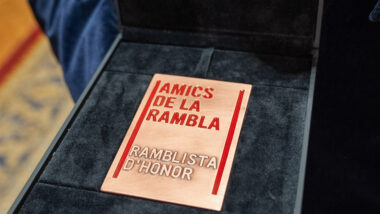 AMICS
DE LA
RAMBLA
RAMBLISTA
D'HONOR